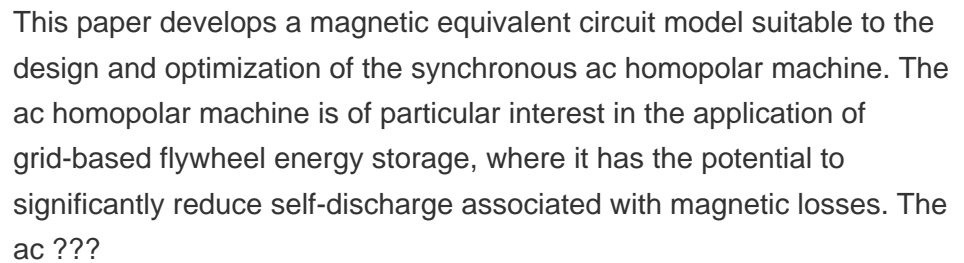 This paper develops a magnetic equivalent circuit model suitable to the
design and optimization of the synchronous ac homopolar machine. The
ac homopolar machine is of particular interest in the application of
grid-based flywheel energy storage, where it has the potential to
significantly reduce self-discharge associated with magnetic losses. The
ac ???